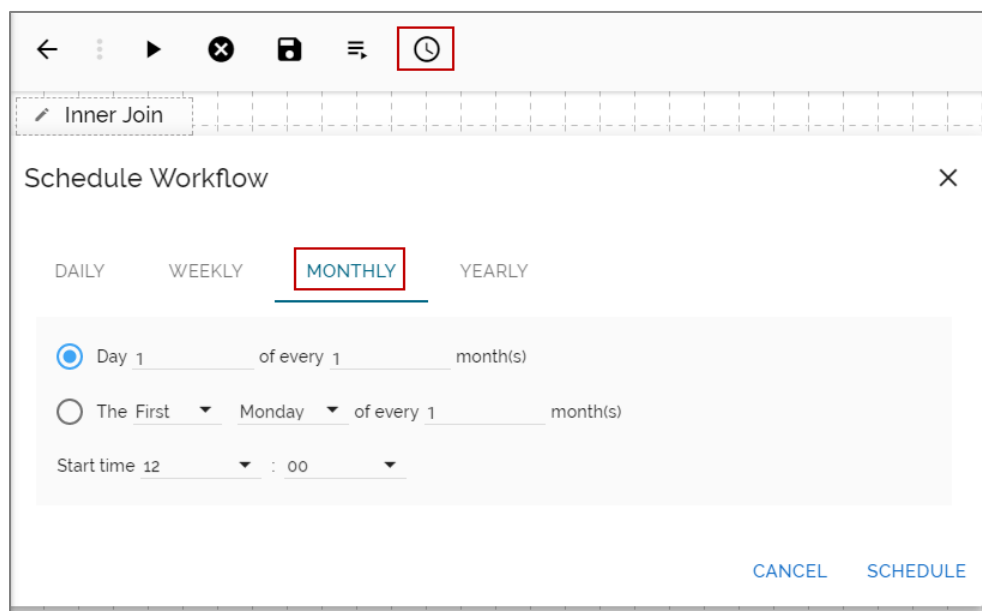 Inner Join
Schedule Workflow
DAILY WEEKLY MONTHLY YEARLY
Day 1 of every 1 month(s)
The First Monday of every 1 month(s)
Start time 12 : 00
CANCEL SCHEDULE